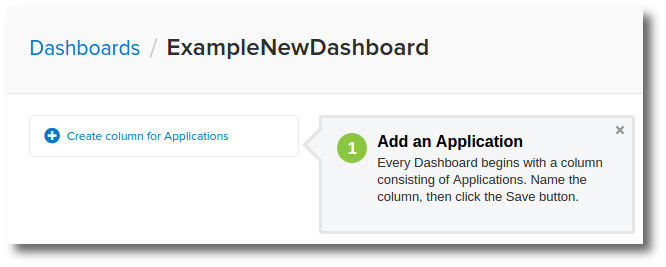 Dashboards / ExampleNewDashboard
Create column for Applications
1
Add an Application
Every Dashboard begins with a column
consisting of Applications. Name the
column, then click the Save button.